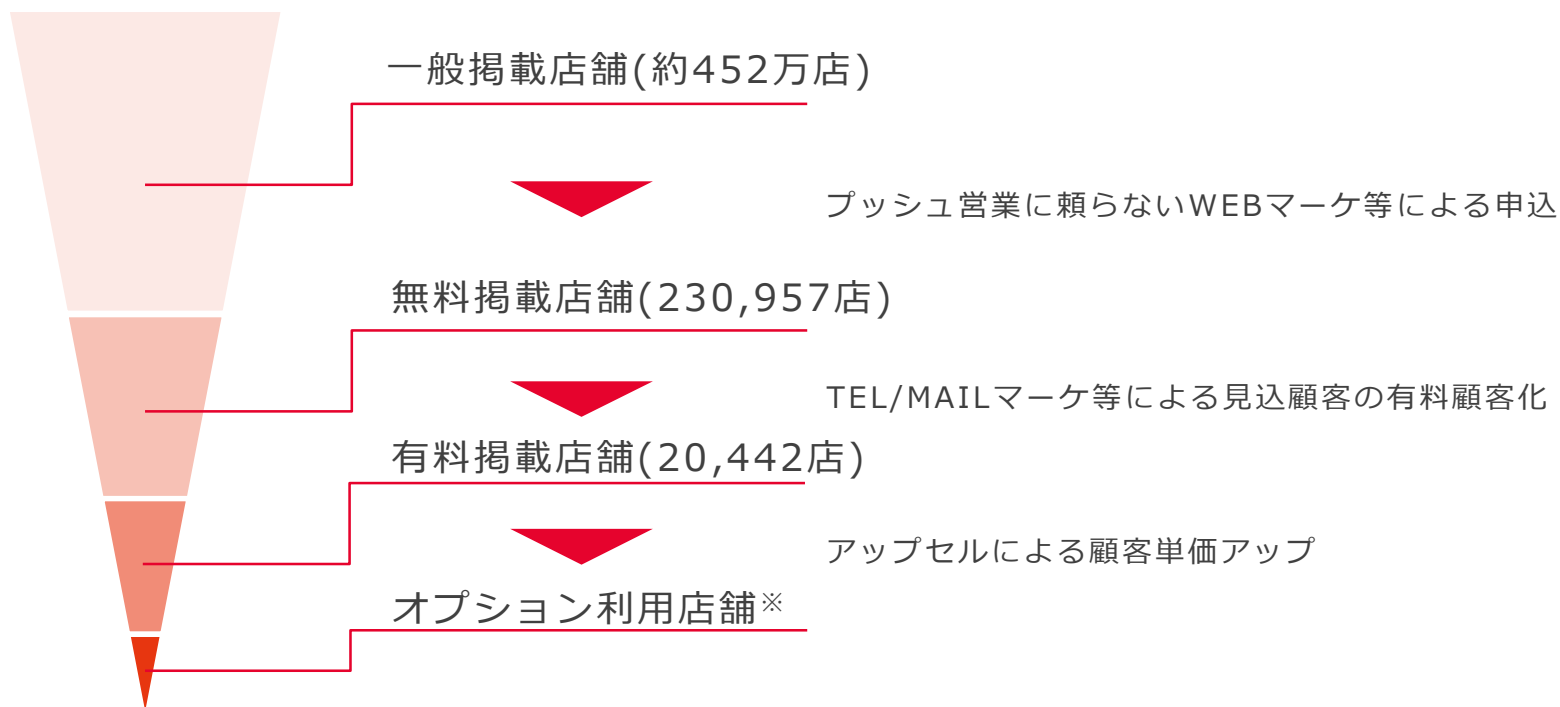 一般掲載店舗(約452万店)
プッシュ営業に頼らないWEBマーケ等による申込
無料掲載店舗(230,957店)
TEL/MAILマーケ等による見込顧客の有料顧客化
有料掲載店舗(20,442店)
アップセルによる顧客単価アップ
オプション利用店舗※